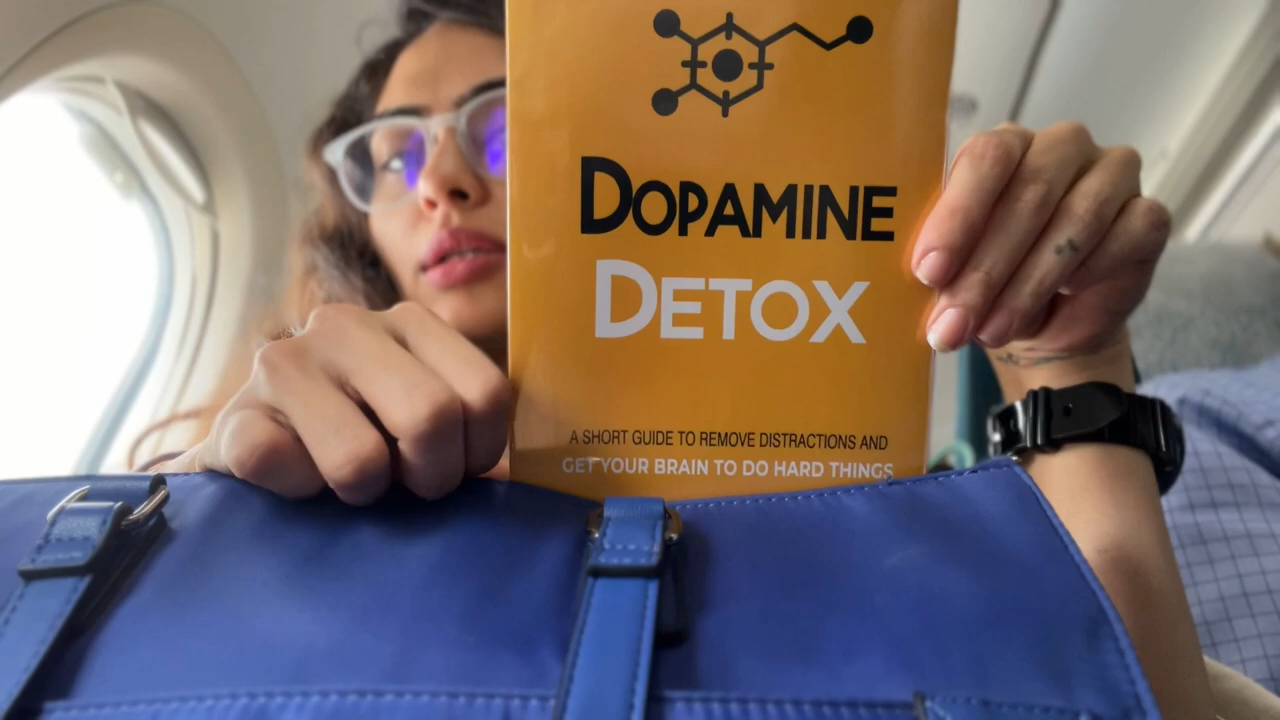 DOPAMINE
DETOX
A SHORT GUIDE TO REMOVE DISTRACTIONS AND
GET YOUR BRAIN TO DO HARD THINGS